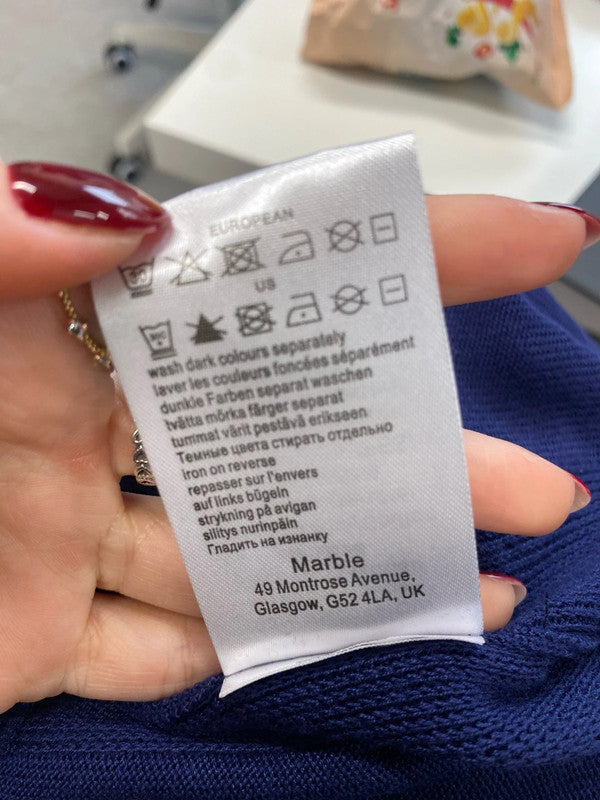 EUROPEAN
US
wash dark colours separately
laver les couleurs foncées séparément
dunkle Farben separat waschen
tvätta mörka färger separat
tummat värit pestävä erikseen
Темные цвета стирать отдельно
iron on reverse
repasser sur l'envers
auf links bügeln
strykning på avigan
silitys nurinpäin
Гладить на изнанку
Marble
49 Montrose Avenue,
Glasgow, G52 4LA, UK